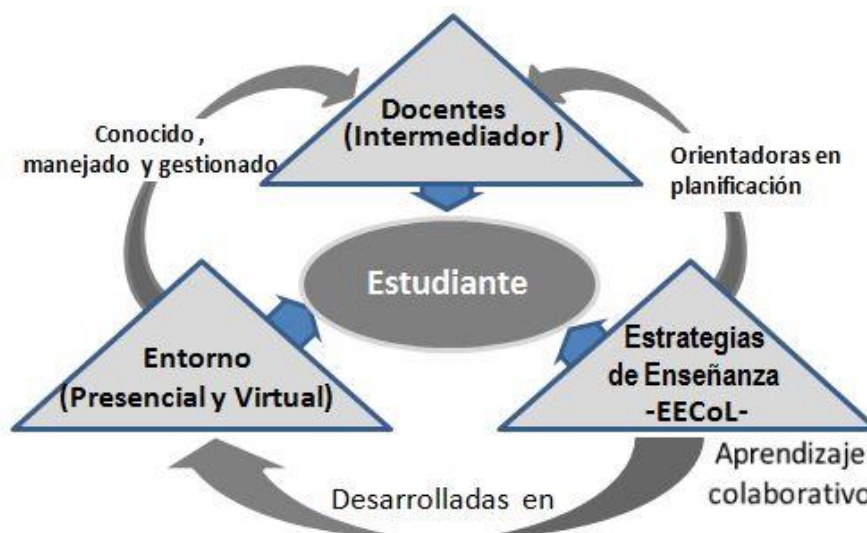 Docentes
(Intermediador )
Conocido ,
manejado y gestionado
Orientadoras en
planificación
Estudiante
Entorno
(Presencial y Virtual)
Estrategias
de Enseñanza
-EECoL-
Aprendizaje
colaborativo
Desarrolladas en